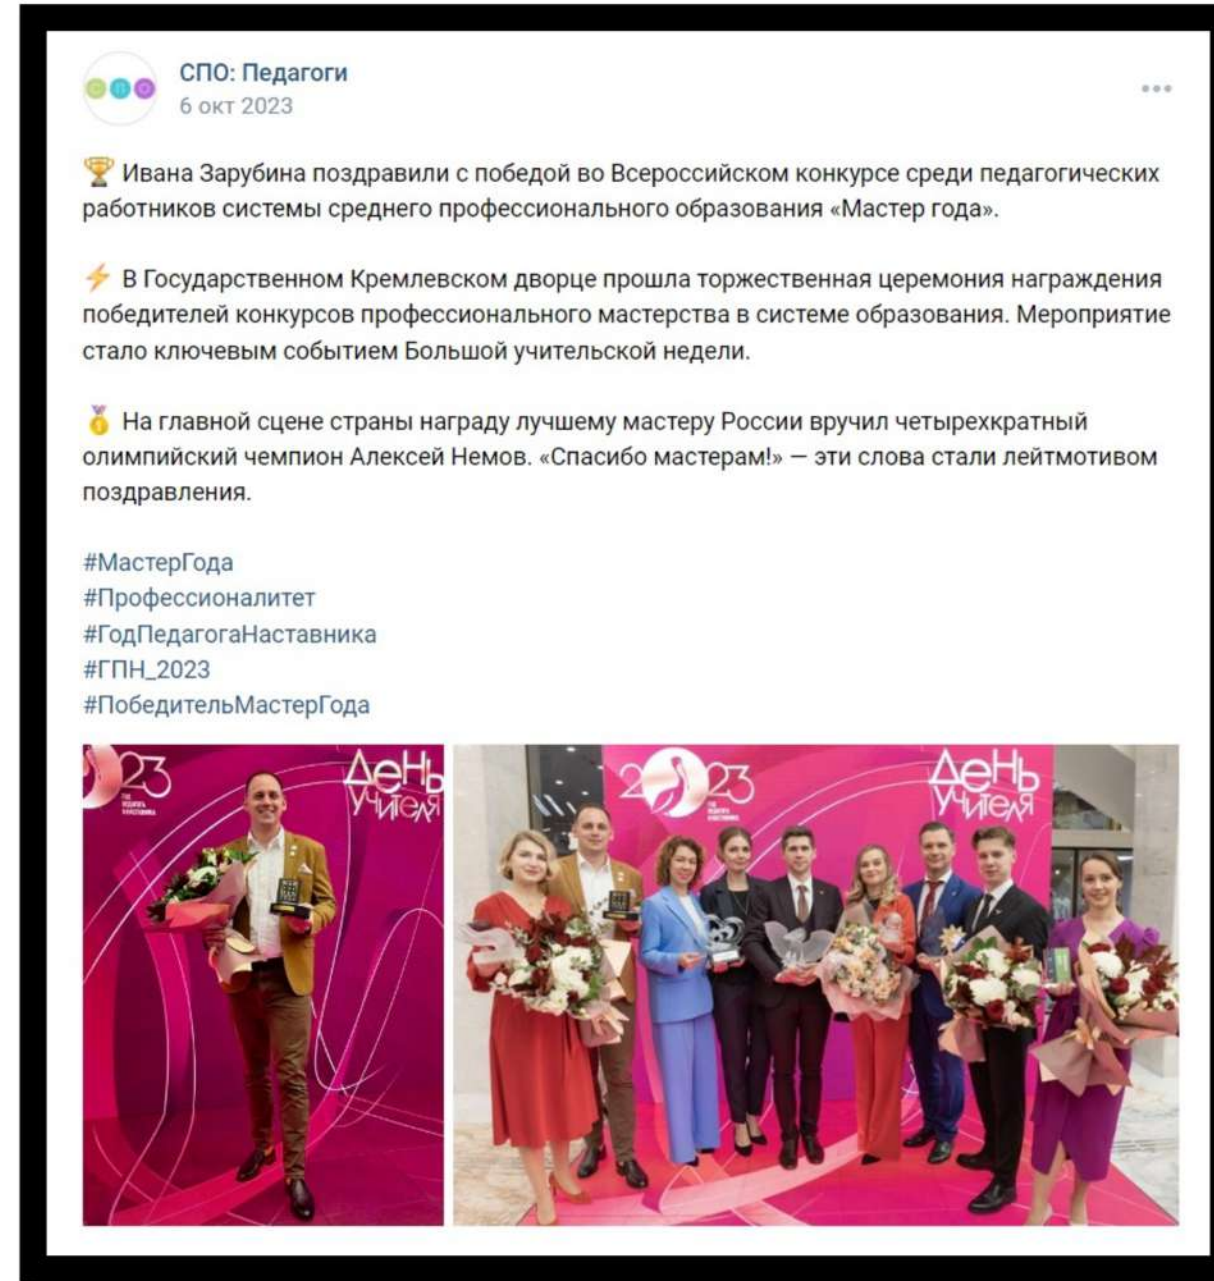 СПО: Педагоги
6 окт 2023
🏆 Ивана Зарубина поздравили с победой во Всероссийском конкурсе среди педагогических
работников системы среднего профессионального образования «Мастер года».
⚡ В Государственном Кремлевском дворце прошла торжественная церемония награждения
победителей конкурсов профессионального мастерства в системе образования. Мероприятие
стало ключевым событием Большой учительской недели.
🥇 На главной сцене страны награду лучшему мастеру России вручил четырехкратный
олимпийский чемпион Алексей Немов. «Спасибо мастерам!» — эти слова стали лейтмотивом
поздравления.
#МастерГода
#Профессионалитет
#ГодПедагогаНаставника
#ГПН_2023
#ПобедительМастерГода
23
ДеНЬ
УЧИтеЛЯ
2023
ДеНЬ
УЧИтеЛЯ